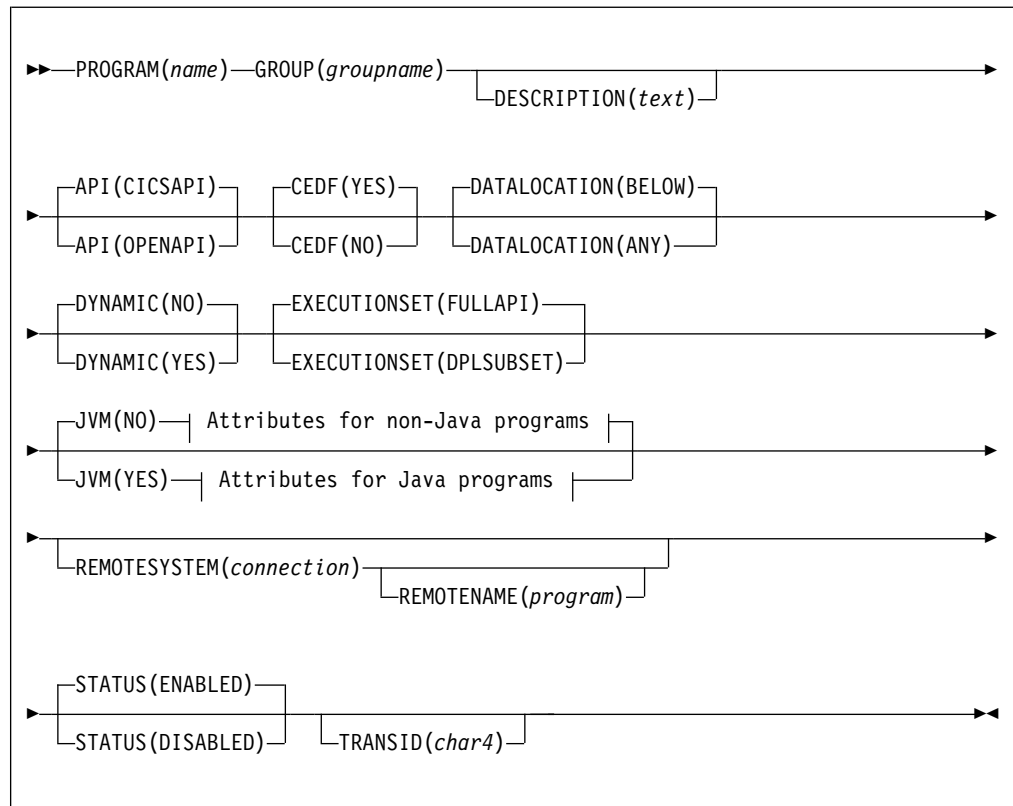 PROGRAM(name) GROUP(groupname)
DESCRIPTION(text)
API(CICSAPI) CEDF(YES) DATALOCATION(BELOW)
API(OPENAPI) CEDF(NO) DATALOCATION(ANY)
DYNAMIC(NO) EXECUTIONSET(FULLAPI)
DYNAMIC(YES) EXECUTIONSET(DPLSUBSET)
JVM(NO) Attributes for non-Java programs
JVM(YES) Attributes for Java programs
REMOTESYSTEM(connection)
REMOTENAME(program)
STATUS(ENABLED)
STATUS(DISABLED) TRANSID(char4)